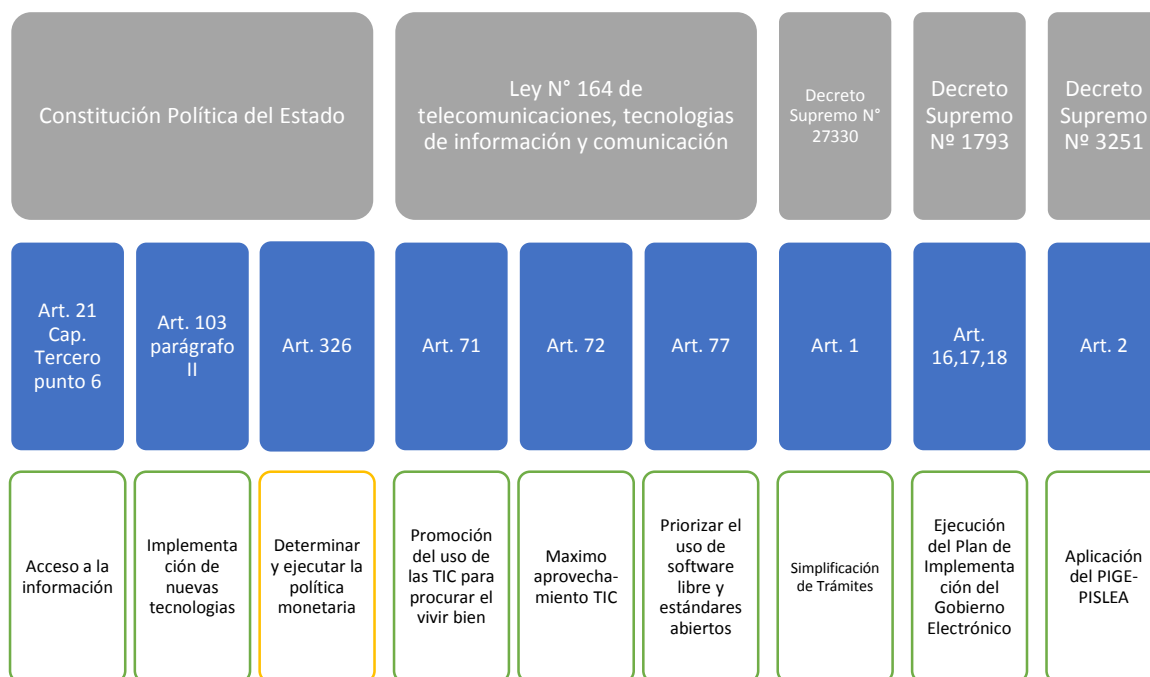 Constitución Política del Estado
Ley N° 164 de
telecomunicaciones, tecnologias
de información y comunicación
Decreto
Supremo N°
27330
Decreto
Supremo
Nº 1793
Decreto
Supremo
Nº 3251
Art. 21
Cap.
Tercero
punto 6
Art. 103
parágrafo
II
Art. 326
Art. 71
Art. 72
Art. 77
Art. 1
Art.
16,17,18
Art. 2
Acceso a la
información
Implementa
ción de
nuevas
tecnologias
Determinar
y ejecutar la
política
monetaria
Promoción
del uso de
las TIC para
procurar el
vivir bien
Maximo
aprovecha-
miento TIC
Priorizar el
uso de
software
libre y
estándares
abiertos
Simplificación
de Trámites
Ejecución
del Plan de
Implementa
ción del
Gobierno
Electrónico
Aplicación
del PIGE-
PISLEA